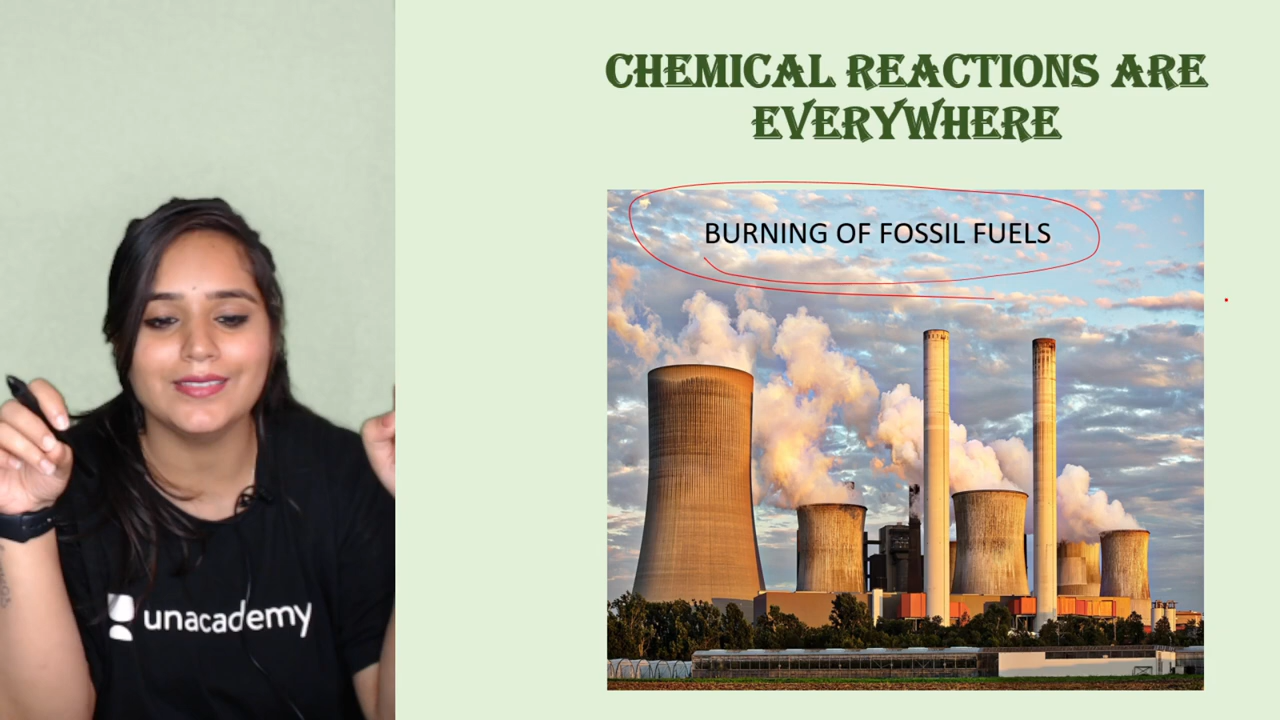 CHEMICAL REACTIONS ARE
EVERYWHERE
BURNING OF FOSSIL FUELS
unacademy